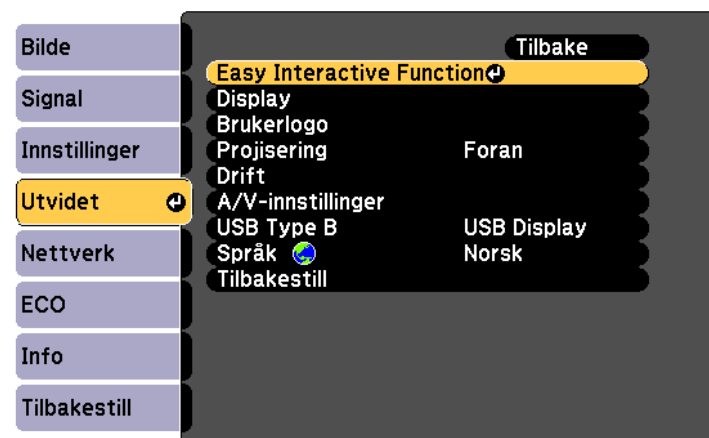 Bilde
Signal
Innstillinger
Utvidet
Nettverk
ECO
Info
Tilbakestill
Tilbake
Easy Interactive Function
Display
Brukerlogo
Projisering Foran
Drift
A/V-innstillinger
USB Type B USB Display
Språk Norsk
Tilbakestill